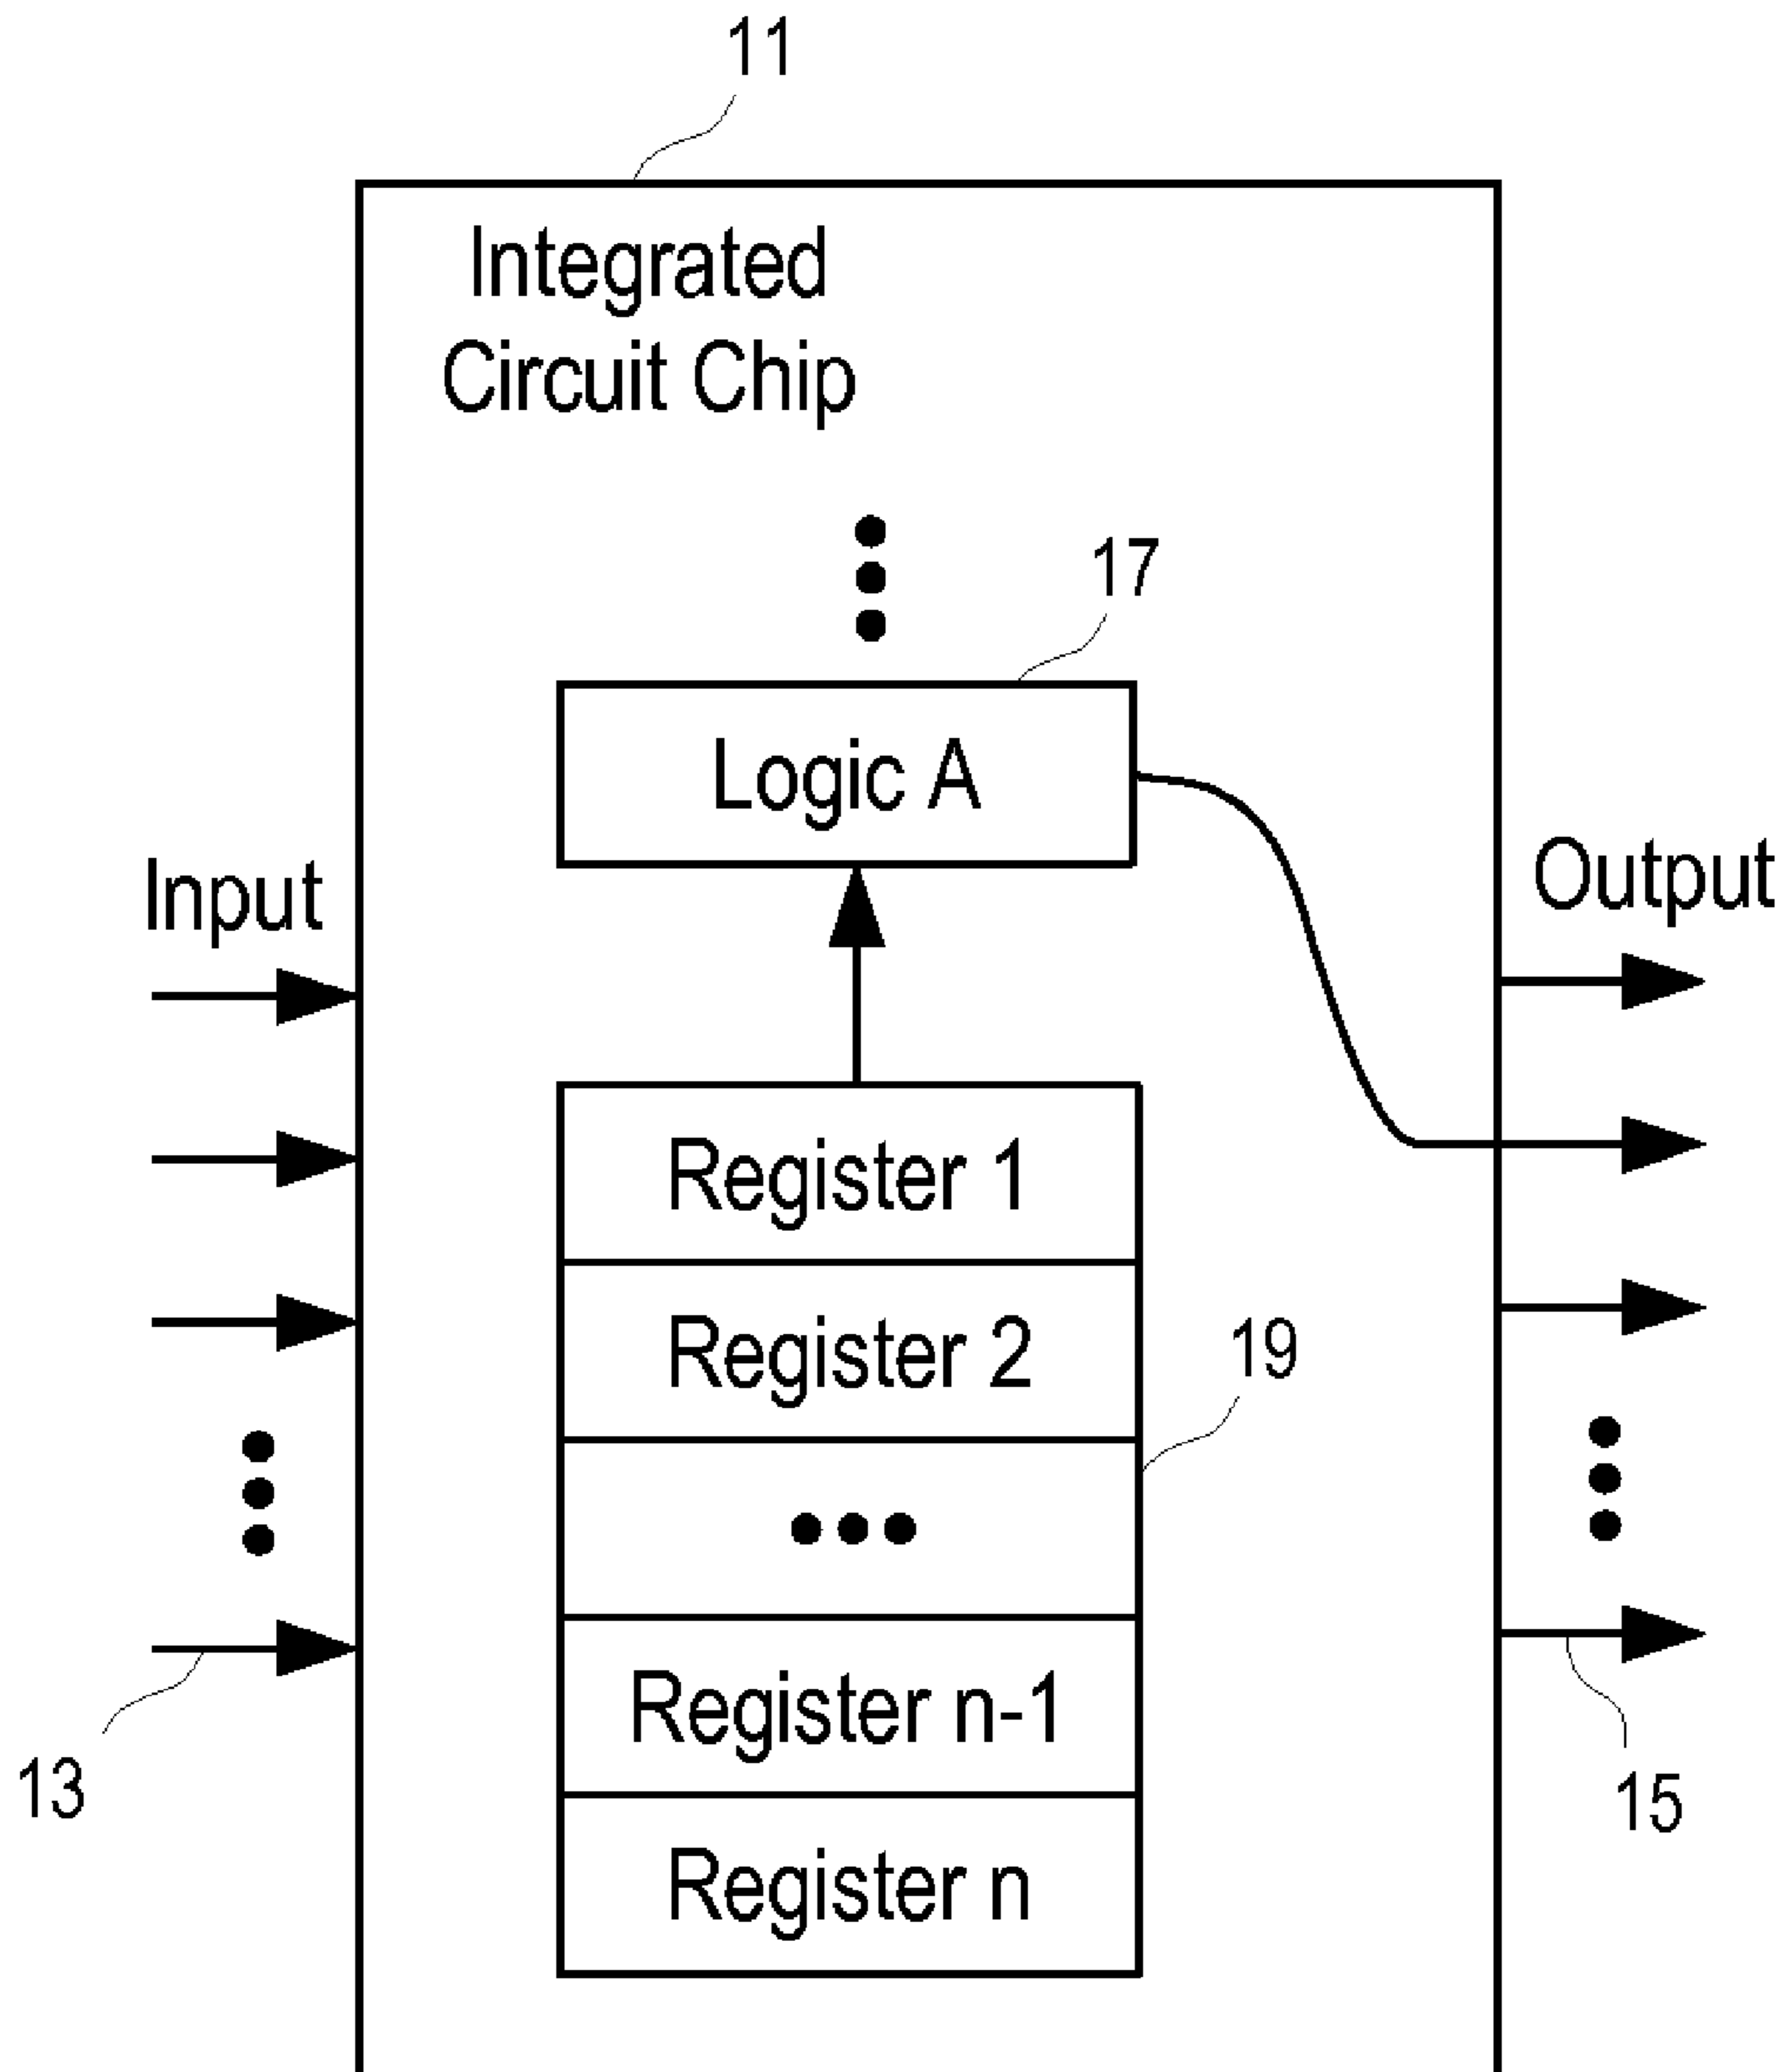 11
Integrated
Circuit Chip
17
Logic A
Input
Output
Register 1
Register 2
19
Register n-1
13
15
Register n